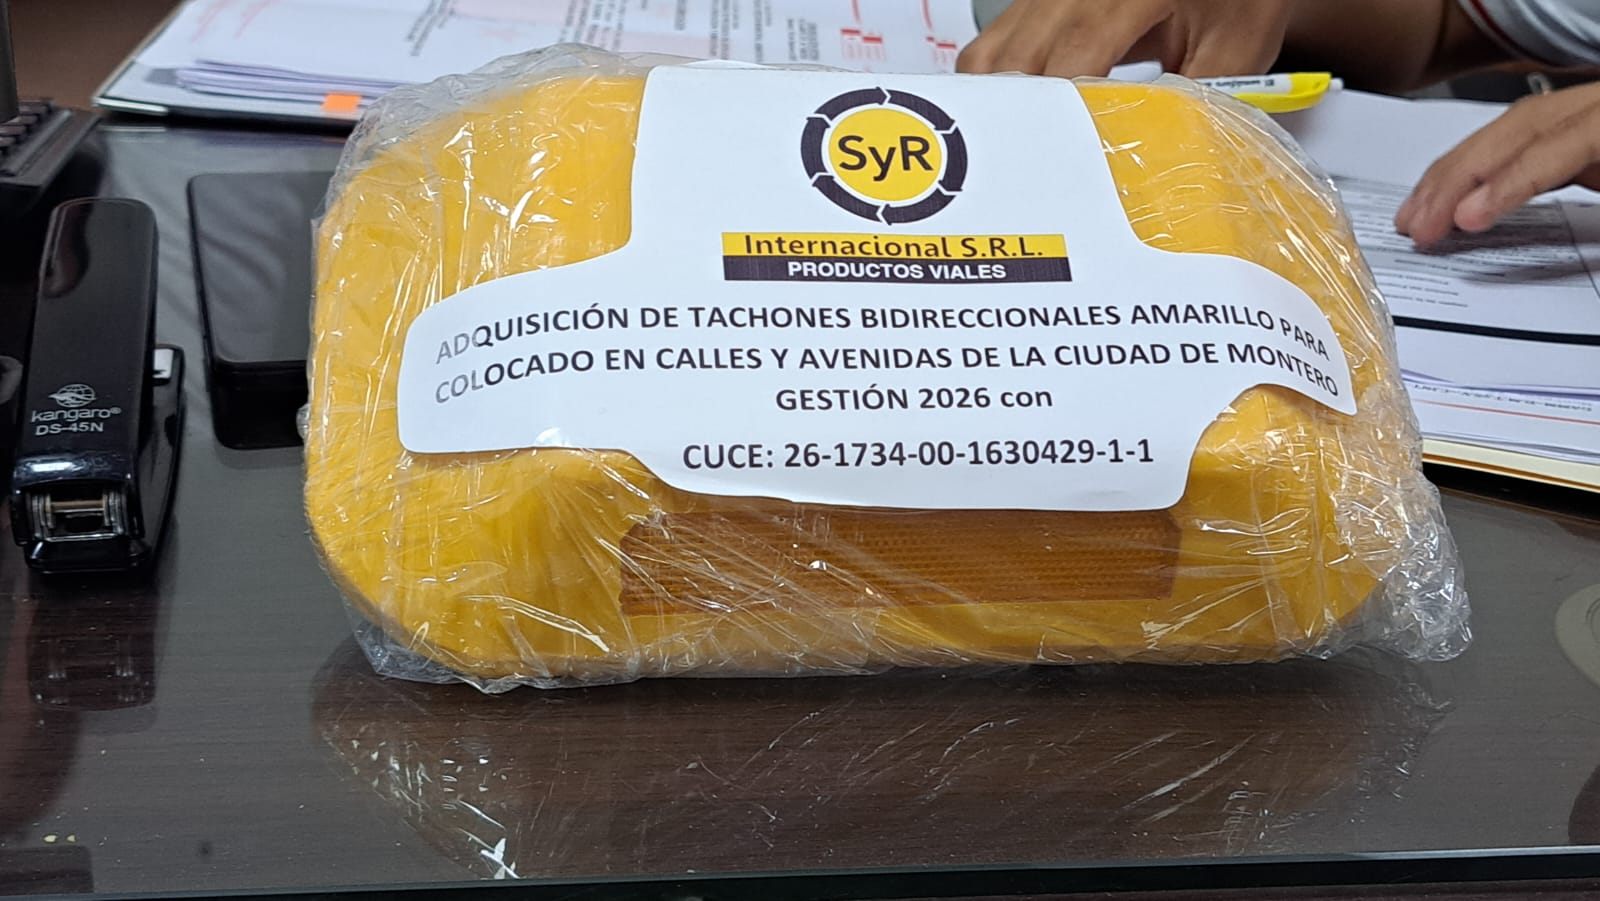 SyR
Internacional S.R.L.
PRODUCTOS VIALES
ADQUISICIÓN DE TACHONES BIDIRECCIONALES AMARILLO PARA
COLOCADO EN CALLES Y AVENIDAS DE LA CIUDAD DE MONTERO
GESTIÓN 2026 con
CUCE: 26-1734-00-1630429-1-1
kangaro®
DS-45N